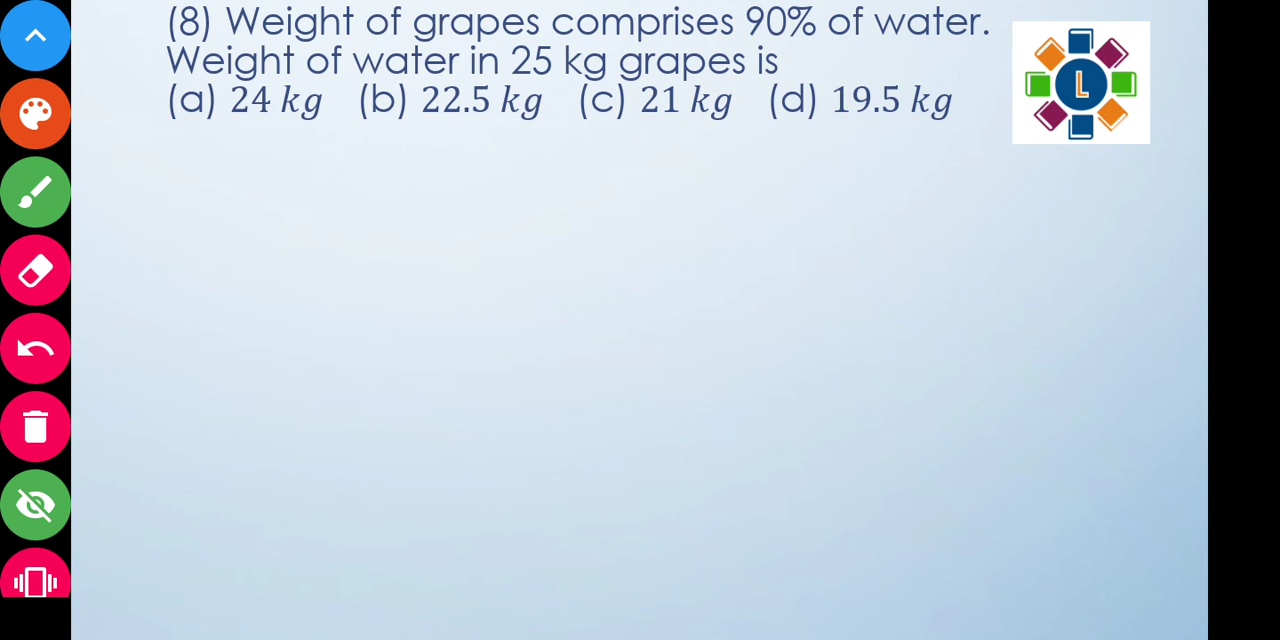 (8) Weight of grapes comprises 90% of water.
Weight of water in 25 kg grapes is
(a) 24 kg (b) 22.5 kg (c) 21 kg (d) 19.5 kg
L